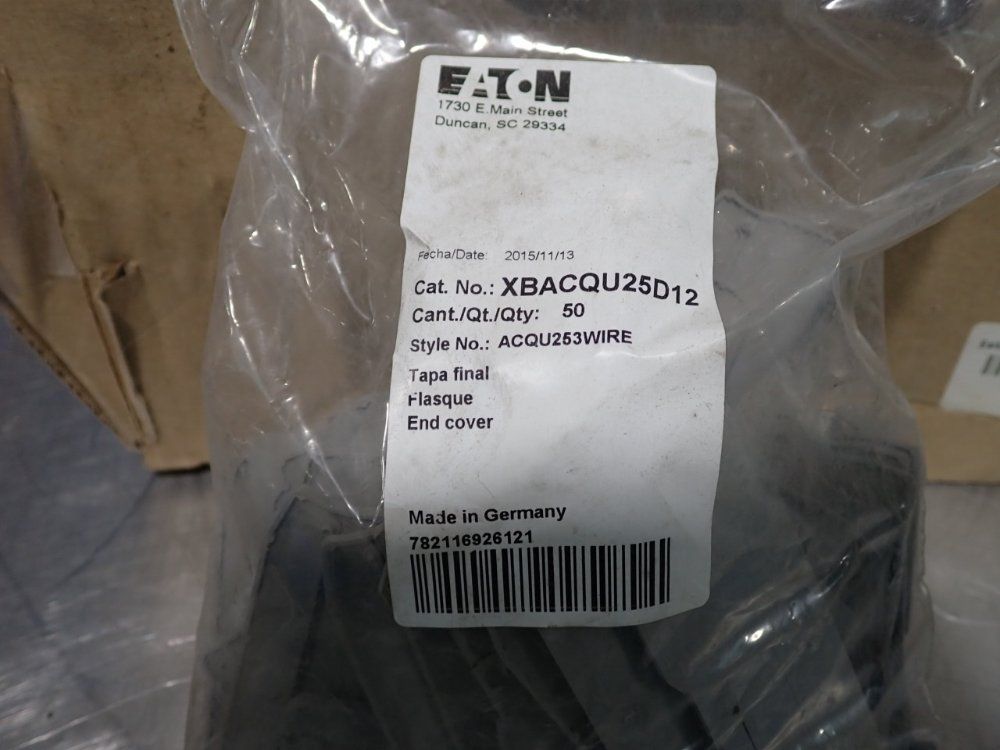 EATON
1730 E.Main Street
Duncan, SC 29334
Fecha/Date: 2015/11/13
Cat. No.: XBACQU25D12
Cant./Qt./Qty: 50
Style No.: ACQU253WIRE
Tapa final
Flasque
End cover
Made in Germany
782116926121